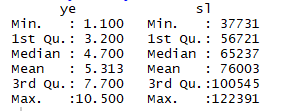 ye sl
Min. : 1.100 Min. : 37731
1st Qu.: 3.200 1st Qu.: 56721
Median : 4.700 Median : 65237
Mean : 5.313 Mean : 76003
3rd Qu.: 7.700 3rd Qu.:100545
Max. :10.500 Max. :122391